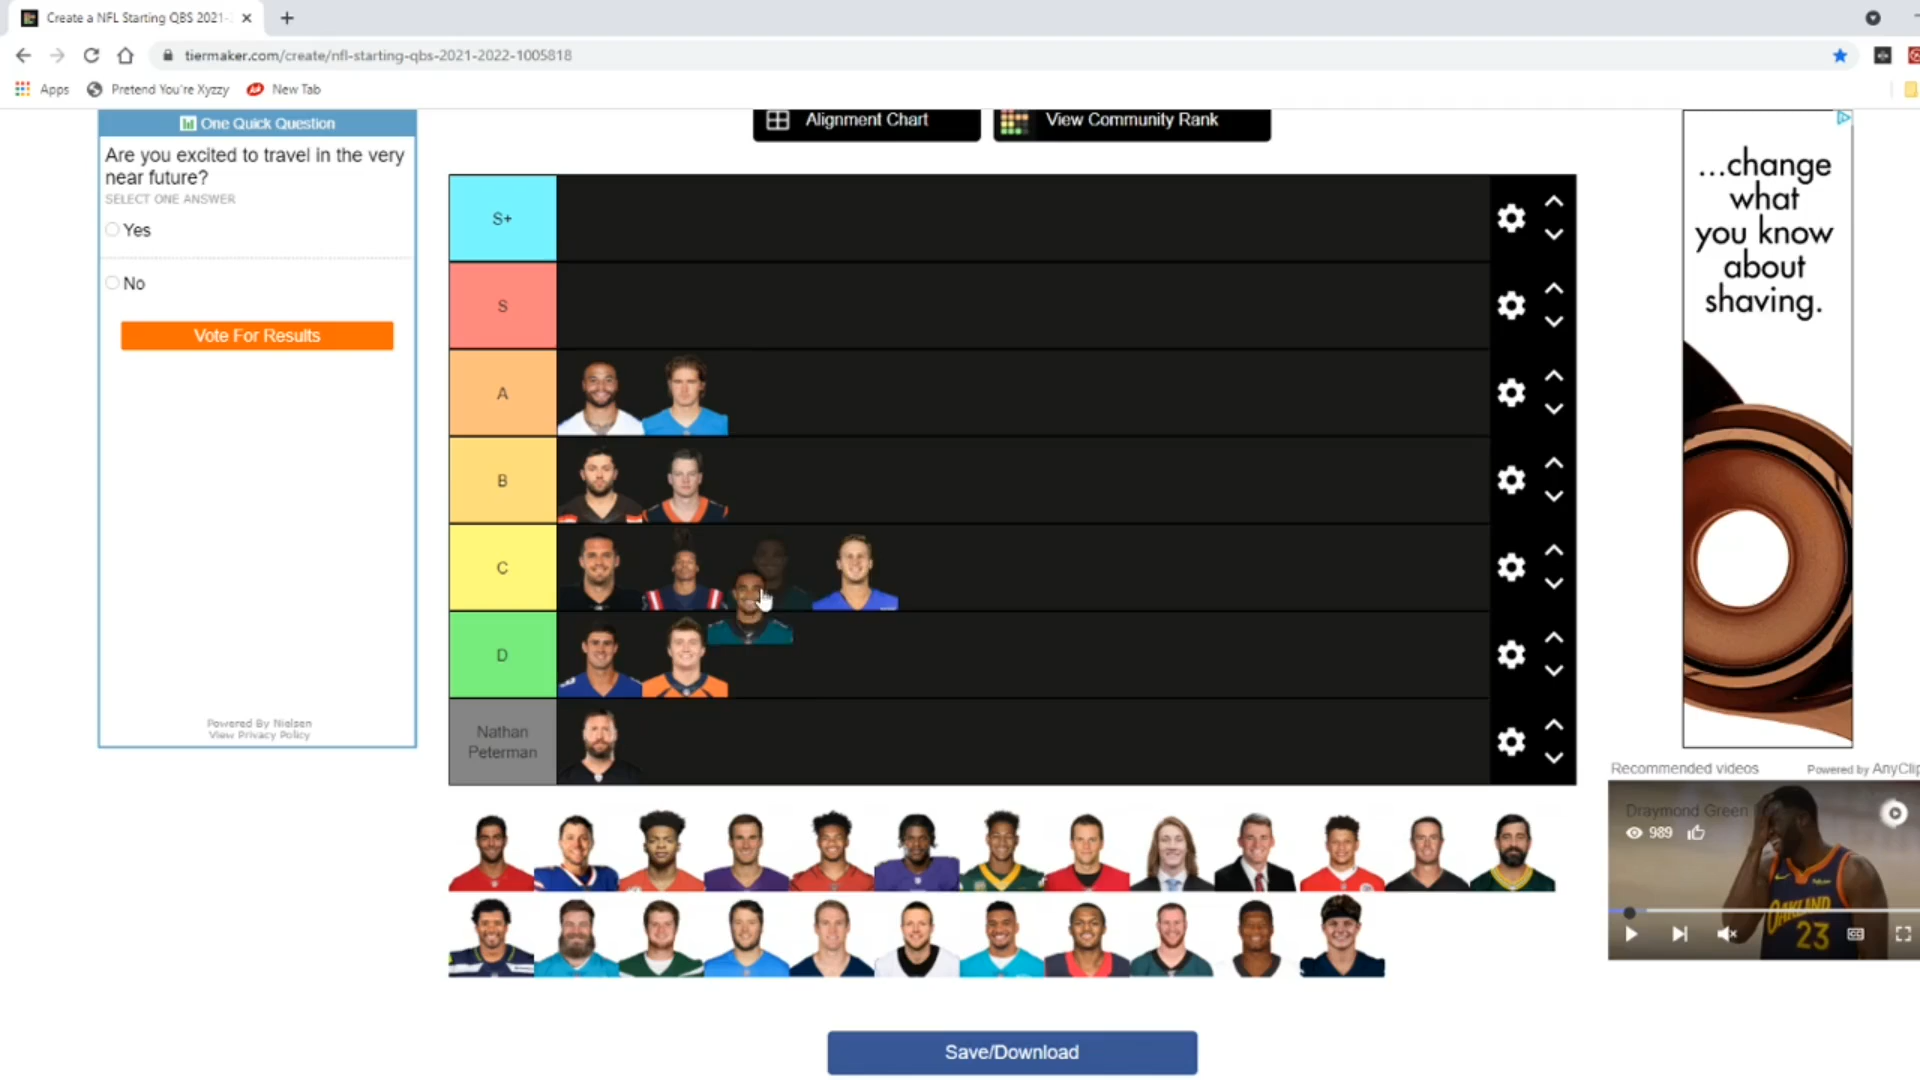 Create a NFL Starting QBS 2021-
tiermaker.com/create/nfl-starting-qbs-2021-2022-1005818
Apps
Pretend You're Xyzzy
New Tab
One Quick Question
Are you excited to travel in the very
near future?
SELECT ONE ANSWER
Yes
No
Vote For Results
Powered By Nielsen
View Privacy Policy
Alignment Chart
View Community Rank
S+
S
A
B
C
D
Nathan
Peterman
Save/Download
...change
what
you know
about
shaving.
Recommended videos
Powered by AnyClip
Draymond Green
989
OAKLAND
23
CC